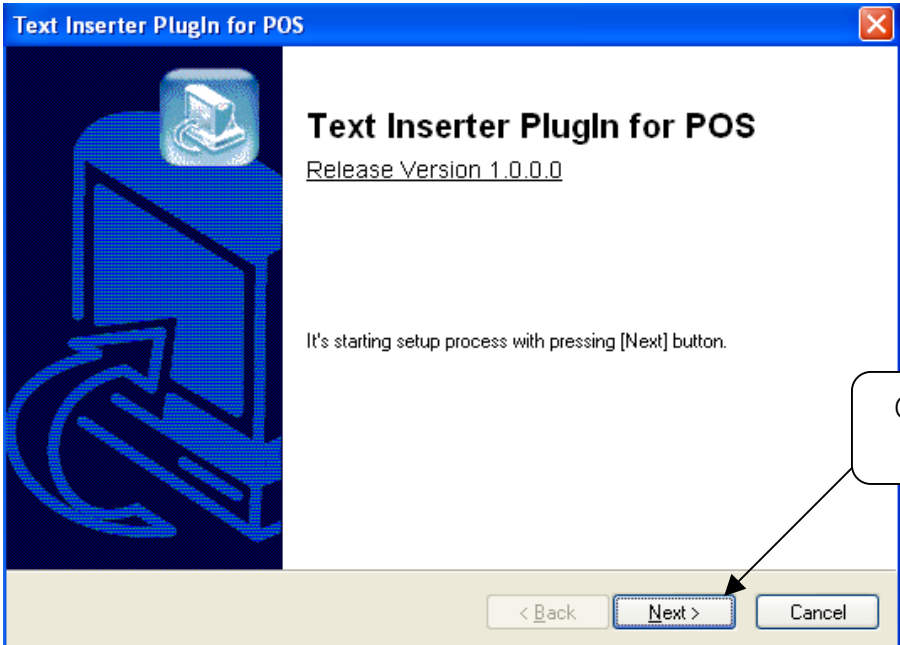 Text Inserter PlugIn for POS
Text Inserter PlugIn for POS
Release Version 1.0.0.0
It's starting setup process with pressing [Next] button.
< Back
Next >
Cancel